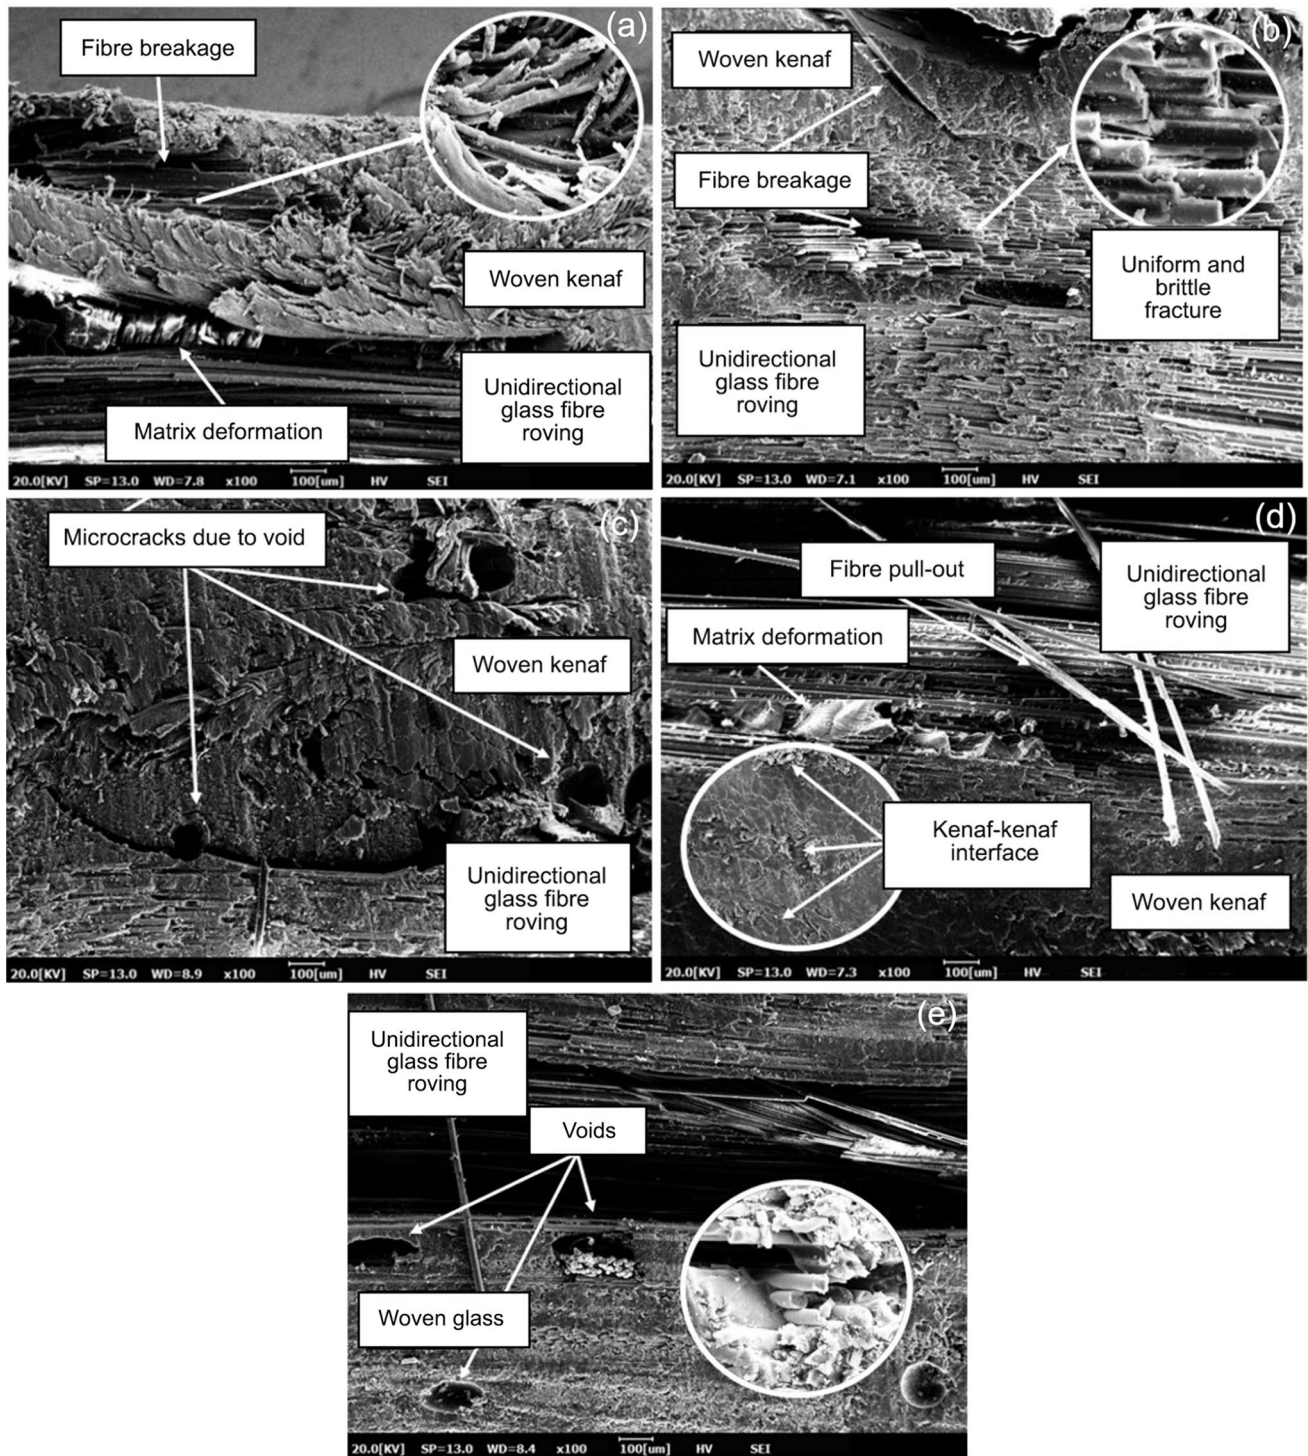 (a)
Fibre breakage
Woven kenaf
Unidirectional
glass fibre
roving
Matrix deformation
20.0[KV] SP=13.0 WD=7.8 x100 100[um] HV SEI
(b)
Woven kenaf
Fibre breakage
Uniform and
brittle
fracture
Unidirectional
glass fibre
roving
20.0[KV] SP=13.0 WD=7.1 x100 100[um] HV SEI
(c)
Microcracks due to void
Woven kenaf
Unidirectional
glass fibre
roving
20.0[KV] SP=13.0 WD=8.9 x100 100[um] HV SEI
(d)
Fibre pull-out
Unidirectional
glass fibre
roving
Matrix deformation
Kenaf-kenaf
interface
Woven kenaf
20.0[KV] SP=13.0 WD=7.3 x100 100[um] HV SEI
(e)
Unidirectional
glass fibre
roving
Voids
Woven glass
20.0[KV] SP=13.0 WD=8.4 x100 100[um] HV SEI